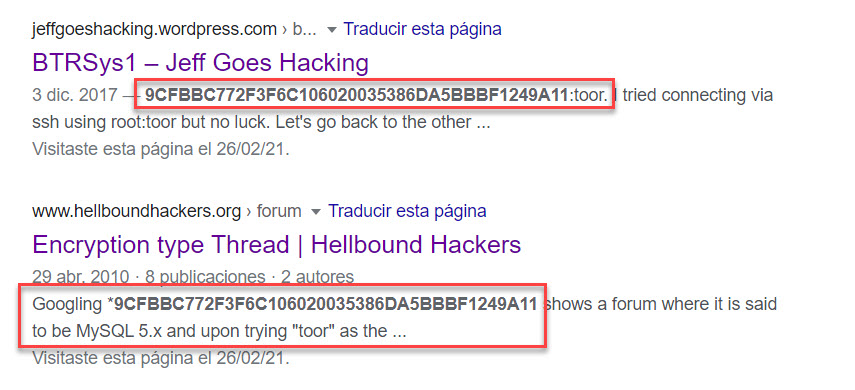 jeffgoeshacking.wordpress.com › b... ▼ Traducir esta página
BTRSys1 – Jeff Goes Hacking
3 dic. 2017 — 9CFBBC772F3F6C106020035386DA5BBBF1249A11:toor. I tried connecting via
ssh using root:toor but no luck. Let's go back to the other ...
Visitaste esta página el 26/02/21.
www.hellboundhackers.org › forum ▼ Traducir esta página
Encryption type Thread | Hellbound Hackers
29 abr. 2010 · 8 publicaciones · 2 autores
Googling *9CFBBC772F3F6C106020035386DA5BBBF1249A11 shows a forum where it is said
to be MySQL 5.x and upon trying "toor" as the ...
Visitaste esta página el 26/02/21.